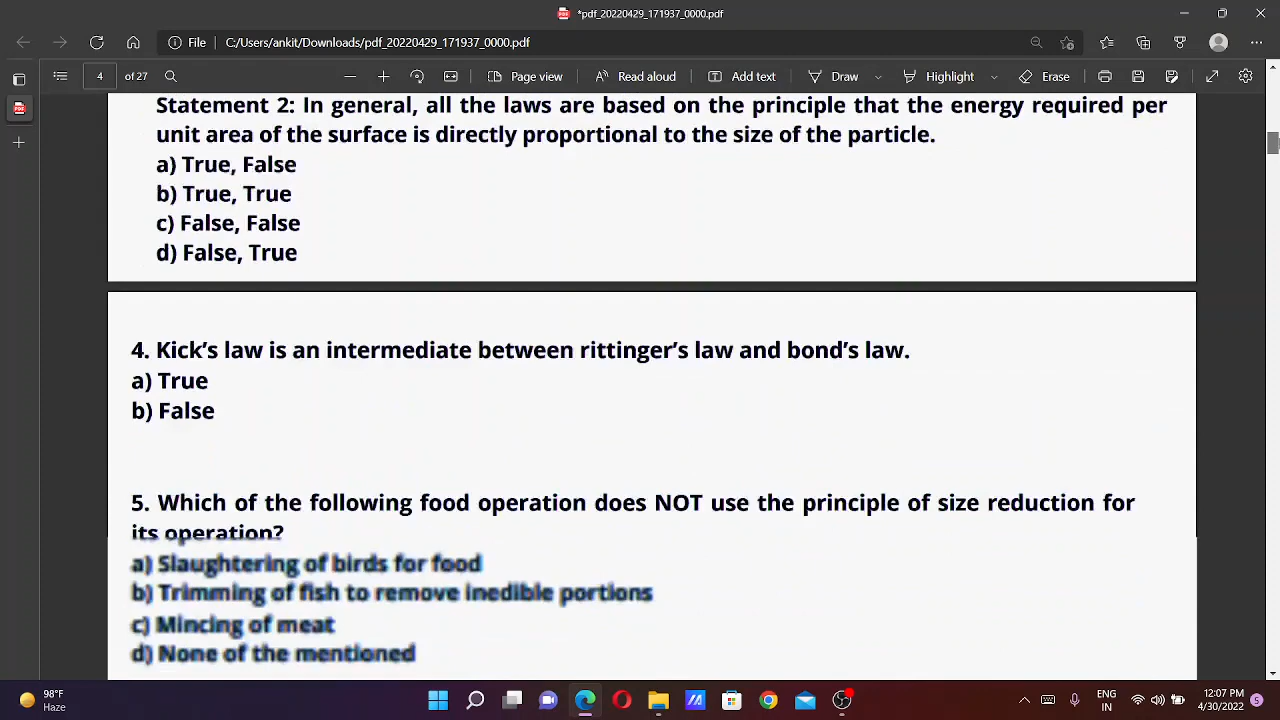 *pdf_20220429_171937_0000.pdf
File | C:/Users/ankit/Downloads/pdf_20220429_171937_0000.pdf
4 of 27 Page view Read aloud Add text Draw Highlight Erase
Statement 2: In general, all the laws are based on the principle that the energy required per
unit area of the surface is directly proportional to the size of the particle.
a) True, False
b) True, True
c) False, False
d) False, True
4. Kick’s law is an intermediate between rittinger’s law and bond’s law.
a) True
b) False
5. Which of the following food operation does NOT use the principle of size reduction for
its operation?
a) Slaughtering of birds for food
b) Trimming of fish to remove inedible portions
c) Mincing of meat
d) None of the mentioned
98°F
Haze
ENG
IN
12:07 PM
4/30/2022
S